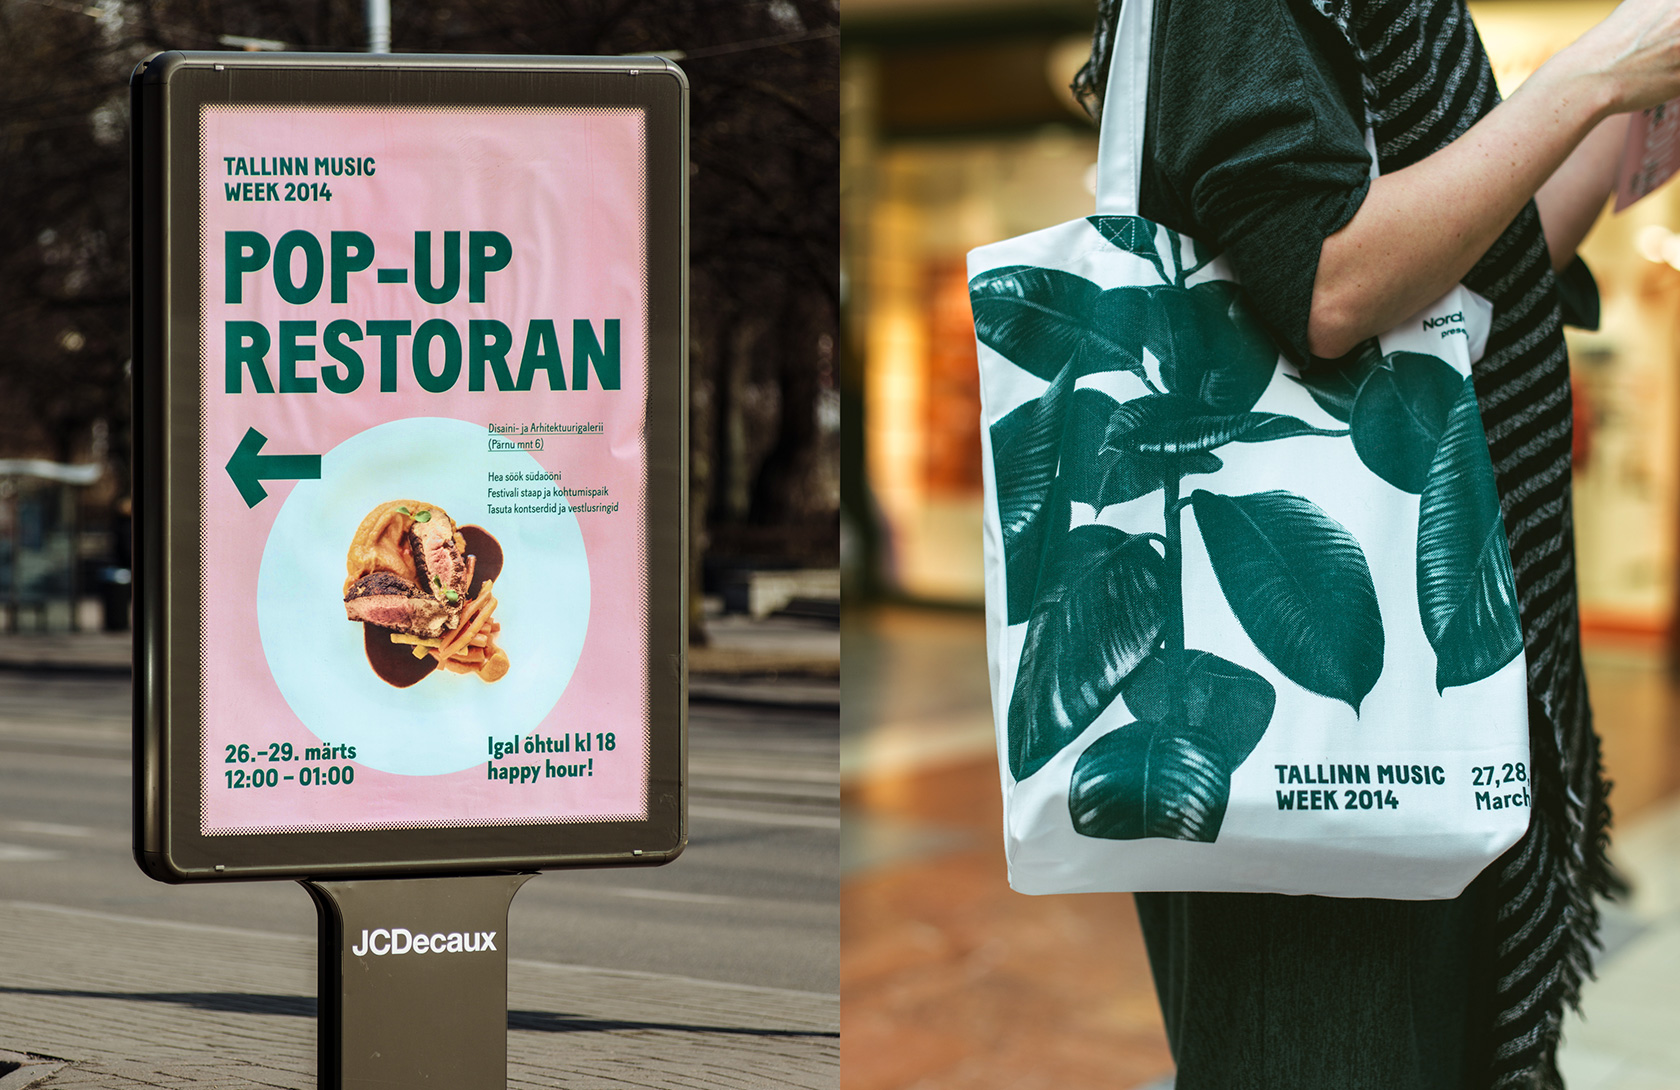 TALLINN MUSIC
WEEK 2014
POP-UP
RESTORAN
Disaini- ja Arhitektuurigalerii
(Pärnu mnt 6)
Hea söök südaööni
Festivali staap ja kohtumispaik
Tasuta kontserdid ja vestlusringid
26.–29. märts
12:00 – 01:00
Igal õhtul kl 18
happy hour!
JCDecaux
TALLINN MUSIC
WEEK 2014
27, 28,
March